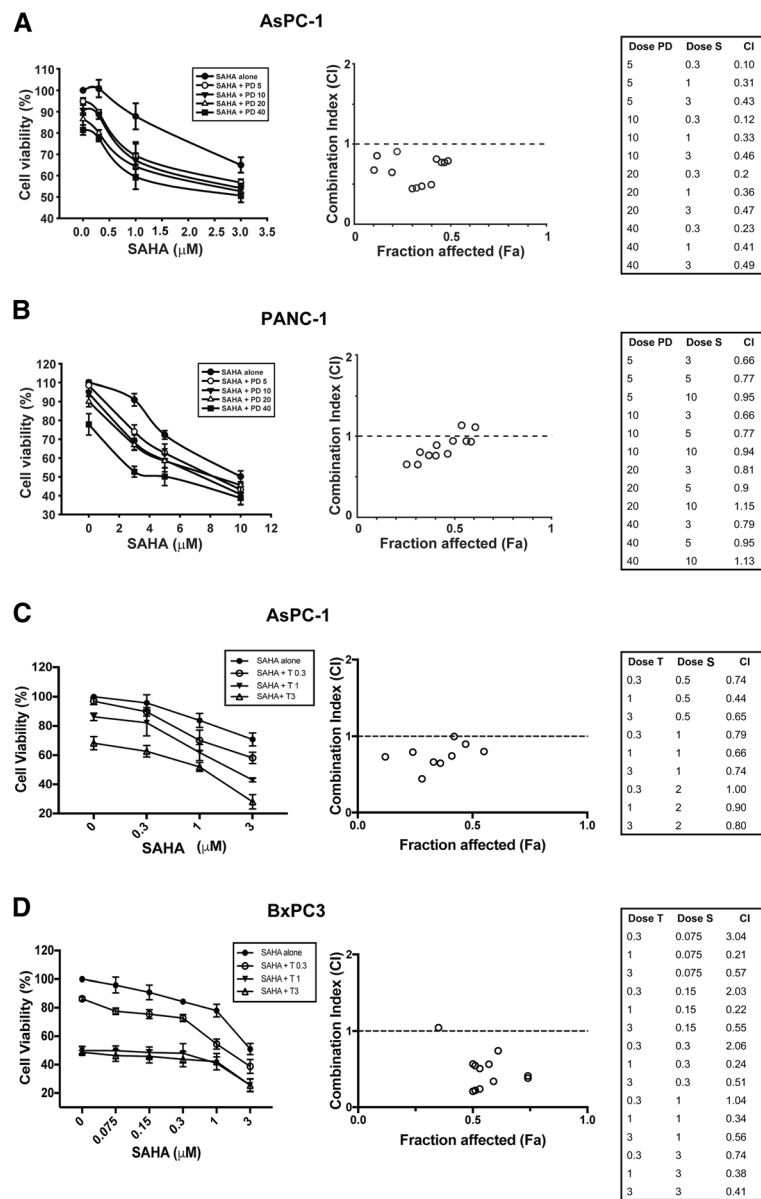 A
AsPC-1
Cell viability (%)
110
100
90
80
70
60
50
40
0.0 0.5 1.0 1.5 2.0 2.5 3.0 3.5
SAHA (μM)
SAHA alone
SAHA + PD 5
SAHA + PD 10
SAHA + PD 20
SAHA + PD 40
Combination Index (CI)
2
1
0
0 0.5 1
Fraction affected (Fa)
Dose PD Dose S CI
5 0.3 0.10
5 1 0.31
5 3 0.43
10 0.3 0.12
10 1 0.33
10 3 0.46
20 0.3 0.2
20 1 0.36
20 3 0.47
40 0.3 0.23
40 1 0.41
40 3 0.49
B
PANC-1
Cell viability (%)
120
110
100
90
80
70
60
50
40
30
0 2 4 6 8 10 12
SAHA (μM)
SAHA alone
SAHA + PD 5
SAHA + PD 10
SAHA + PD 20
SAHA + PD 40
Combination Index (CI)
2
1
0
0 0.5 1
Fraction affected (Fa)
Dose PD Dose S CI
5 3 0.66
5 5 0.77
5 10 0.95
10 3 0.66
10 5 0.77
10 10 0.94
20 3 0.81
20 5 0.9
20 10 1.15
40 3 0.79
40 5 0.95
40 10 1.13
C
AsPC-1
Cell Viability (%)
120
100
80
60
40
20
0 0.3 1 3
SAHA (μM)
SAHA alone
SAHA + T 0.3
SAHA + T 1
SAHA+ T3
Combination Index (CI)
2.0
1.5
1.0
0.5
0.0
0.0 0.5 1.0
Fraction affected (Fa)
Dose T Dose S CI
0.3 0.5 0.74
1 0.5 0.44
3 0.5 0.65
0.3 1 0.79
1 1 0.66
3 1 0.74
0.3 2 1.00
1 2 0.90
3 2 0.80
D
BxPC3
Cell Viability (%)
120
100
80
60
40
20
0 0.075 0.15 0.3 1 3
SAHA (μM)
SAHA alone
SAHA + T 0.3
SAHA + T 1
SAHA + T3
Combination Index (CI)
2
1
0
0.0 0.5 1.0
Fraction affected (Fa)
Dose T Dose S CI
0.3 0.075 3.04
1 0.075 0.21
3 0.075 0.57
0.3 0.15 2.03
1 0.15 0.22
3 0.15 0.55
0.3 0.3 2.06
1 0.3 0.24
3 0.3 0.51
0.3 1 1.04
1 1 0.34
3 1 0.56
0.3 3 0.74
1 3 0.38
3 3 0.41